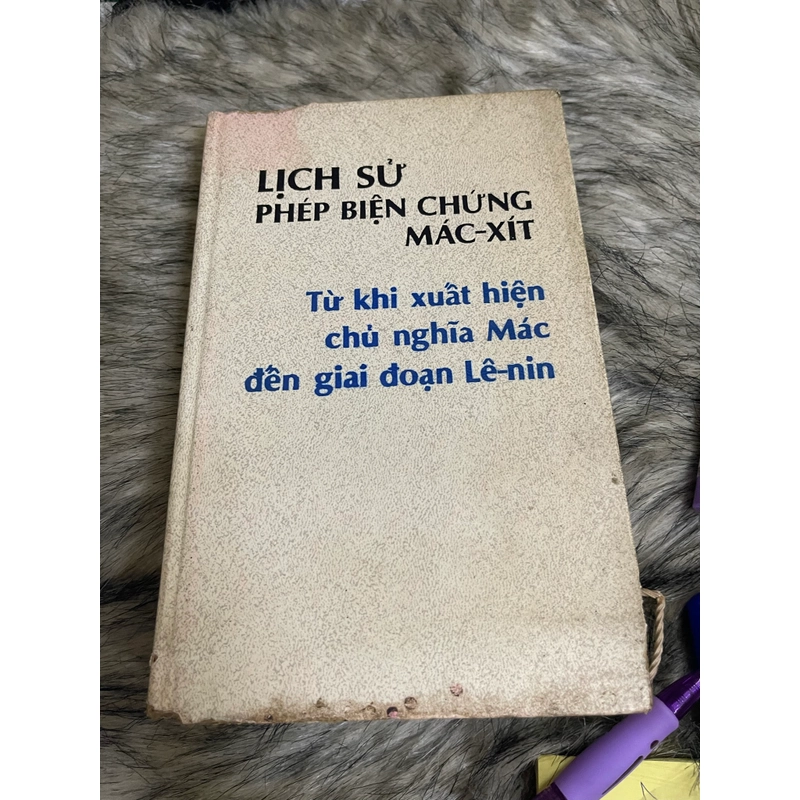 LỊCH SỬ
PHÉP BIỆN CHỨNG
MÁC-XÍT
Từ khi xuất hiện
chủ nghĩa Mác
đến giai đoạn Lê-nin